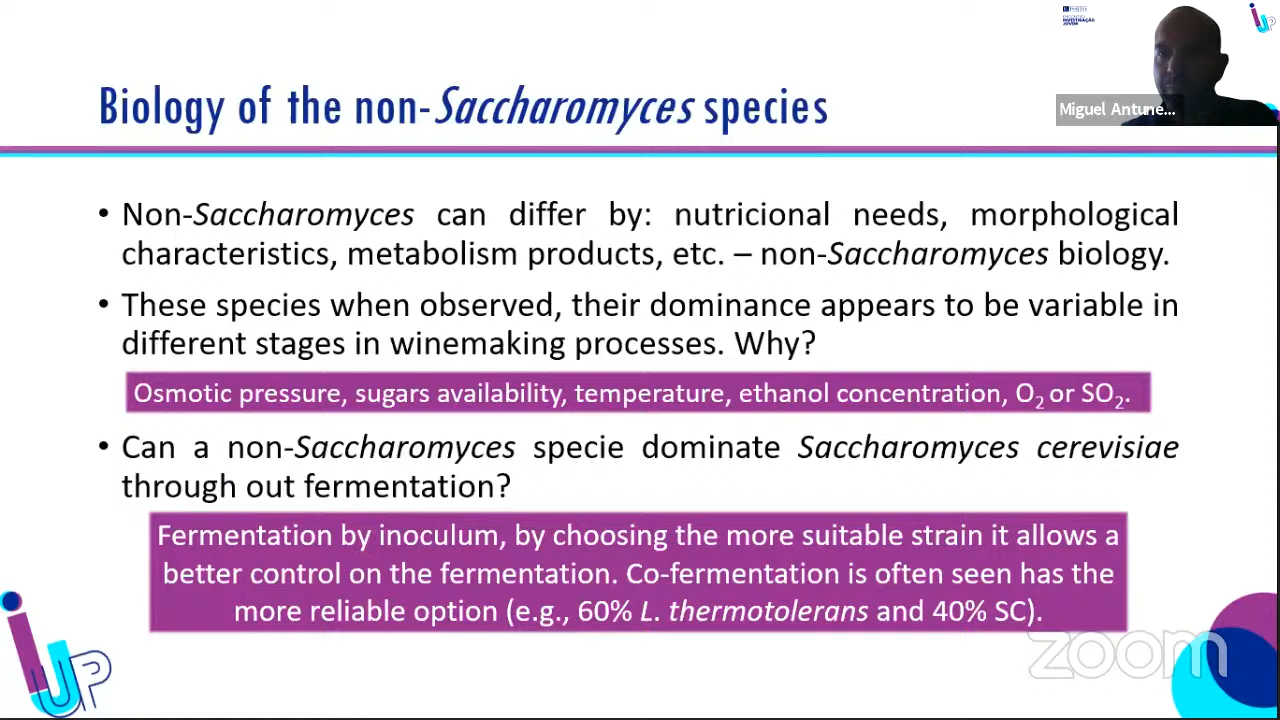 U.PORTO
INVESTIGAÇÃO
JOVEM
Miguel Antune...
Biology of the non-Saccharomyces species
• Non-Saccharomyces can differ by: nutricional needs, morphological
characteristics, metabolism products, etc. – non-Saccharomyces biology.
• These species when observed, their dominance appears to be variable in
different stages in winemaking processes. Why?
Osmotic pressure, sugars availability, temperature, ethanol concentration, O₂ or SO₂.
• Can a non-Saccharomyces specie dominate Saccharomyces cerevisiae
through out fermentation?
Fermentation by inoculum, by choosing the more suitable strain it allows a
better control on the fermentation. Co-fermentation is often seen has the
more reliable option (e.g., 60% L. thermotolerans and 40% SC).
zoom
iUP